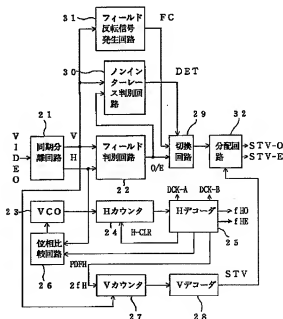 31
フィールド
反転信号
発生回路
FC
30
ノンイン
ターレー
ス判別回
路
DET
21
29
32
VIDEO
同期分
離回路
V
H
フィールド
判別回路
22
O/E
切換
回路
分配回
路
STV-O
STV-E
DCK-A
DCK-B
23
VCO
Hカウンタ
24
H-CLR
Hデコーダ
25
fHO
fHE
位相比
較回路
26
PDFH
2fH
Vカウンタ
27
Vデコーダ
28
STV